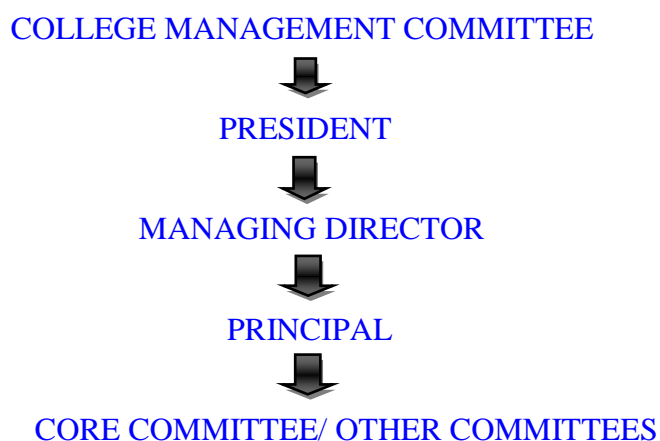 COLLEGE MANAGEMENT COMMITTEE
PRESIDENT
MANAGING DIRECTOR
PRINCIPAL
CORE COMMITTEE/ OTHER COMMITTEES